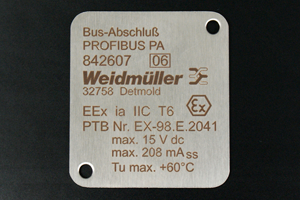 Bus-Abschluß
PROFIBUS PA
842607 06
Weidmüller
32758 Detmold
EEx ia IIC T6 Ex
PTB Nr. EX-98.E.2041
max. 15 V dc
max. 208 mAss
Tu max. +60°C